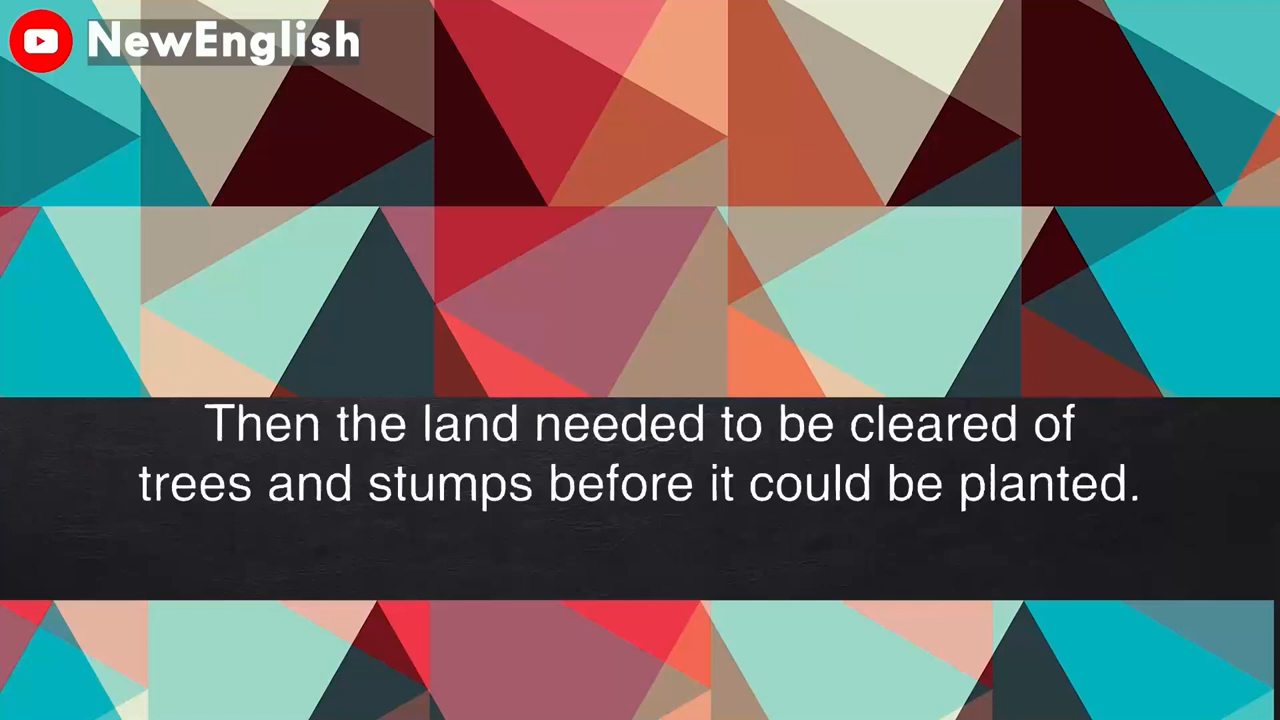 NewEnglish
Then the land needed to be cleared of
trees and stumps before it could be planted.